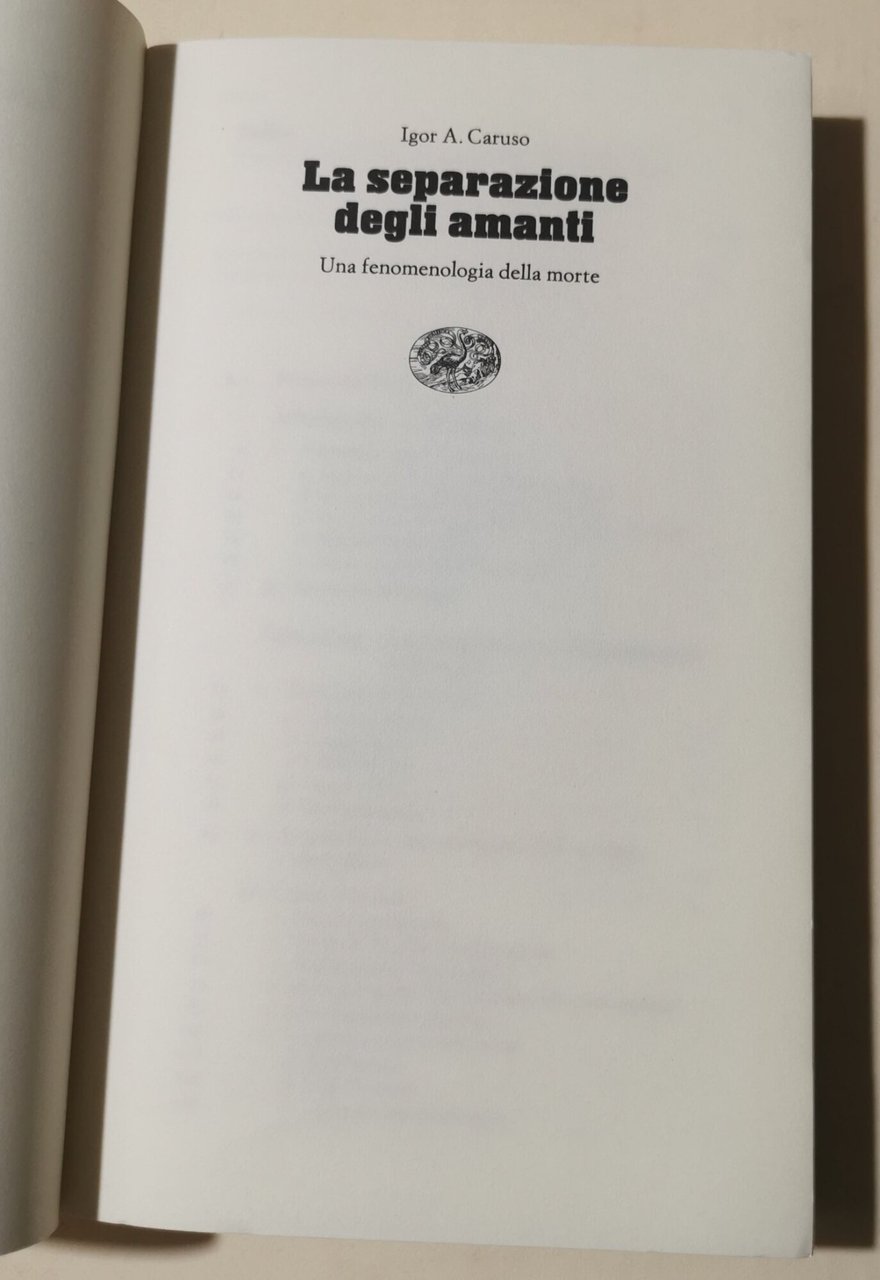 Igor A. Caruso
La separazione
degli amanti
Una fenomenologia della morte